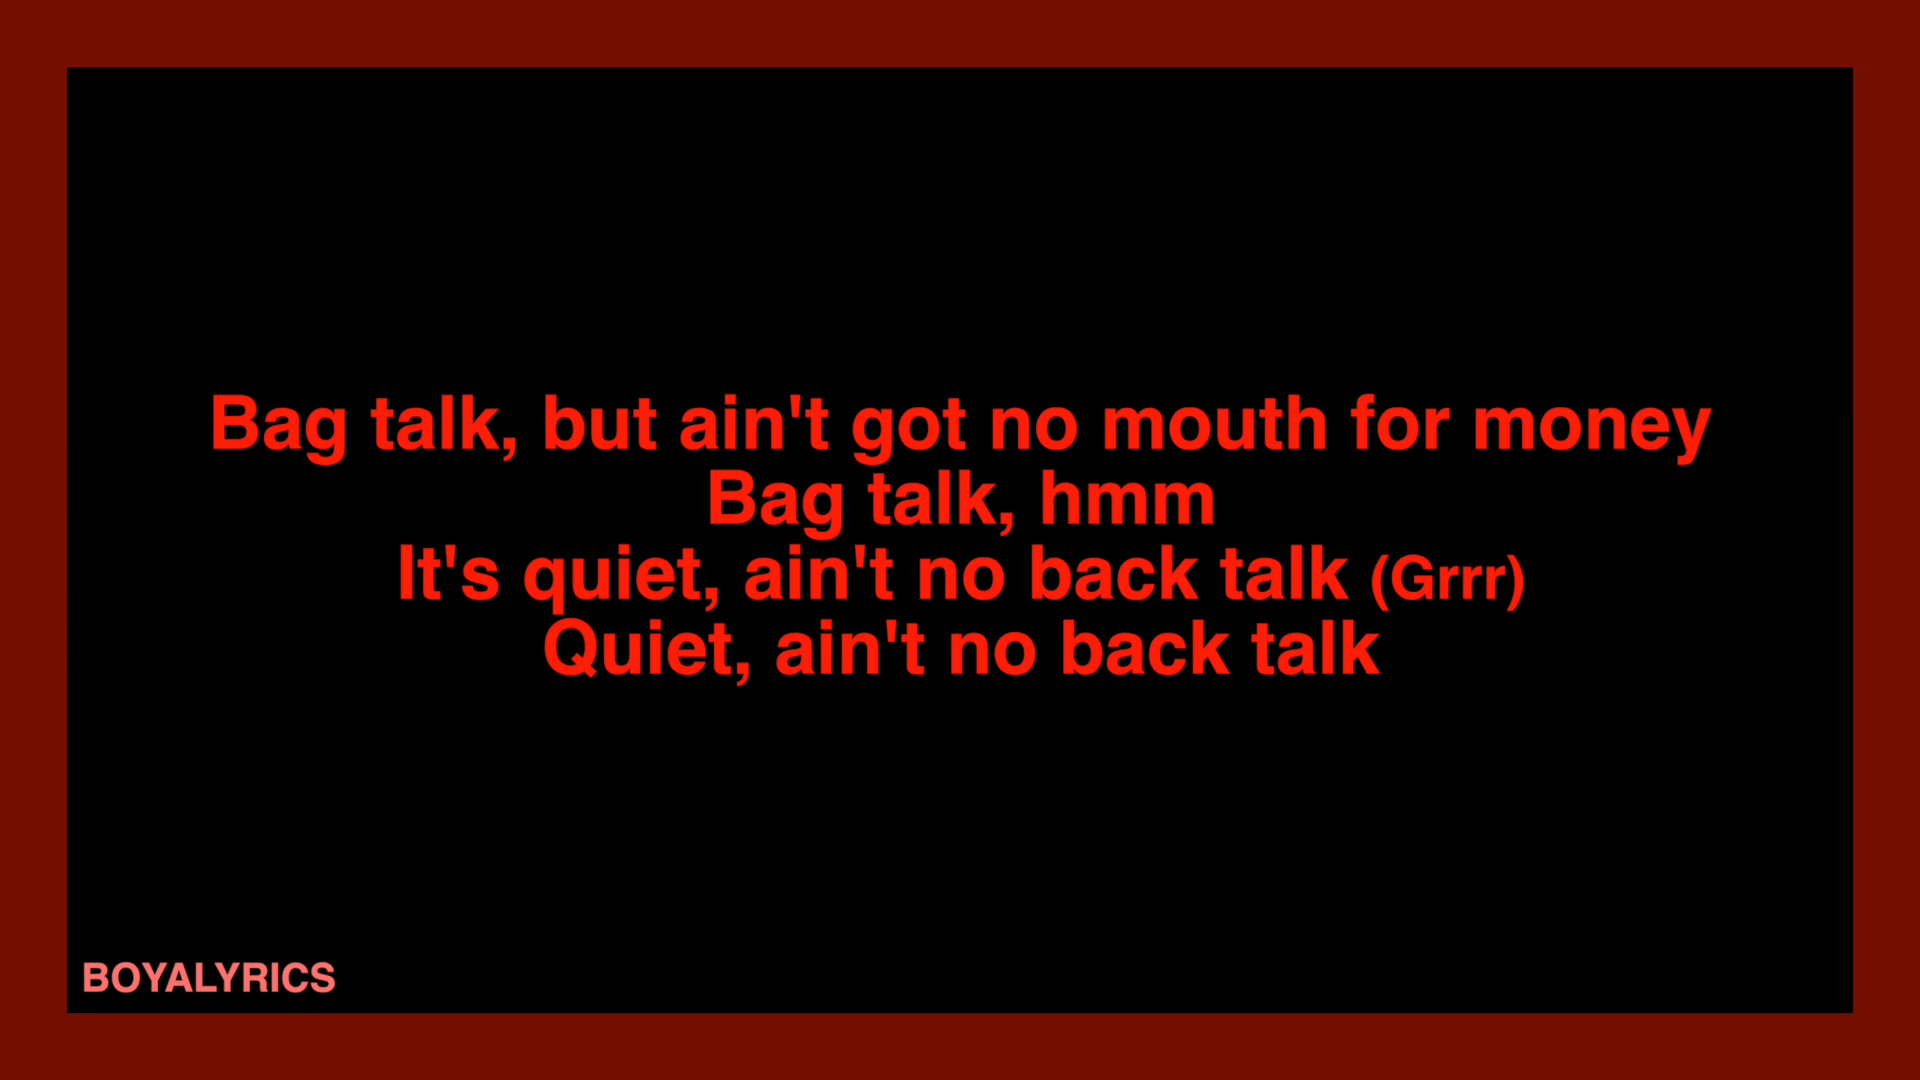 Bag talk, but ain't got no mouth for money
Bag talk, hmm
It's quiet, ain't no back talk (Grrr)
Quiet, ain't no back talk
BOYALYRICS